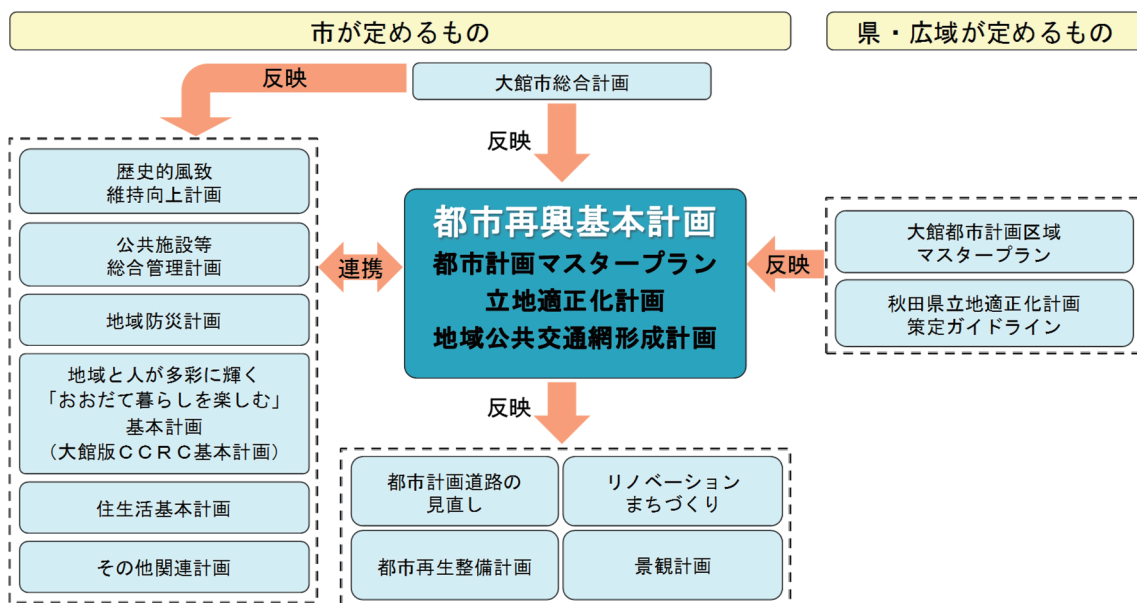 市が定めるもの
県・広域が定めるもの
大館市総合計画
反映
反映
歴史的風致
維持向上計画
公共施設等
総合管理計画
地域防災計画
地域と人が多彩に輝く
「おおだて暮らしを楽しむ」
基本計画
（大館版ＣＣＲＣ基本計画）
住生活基本計画
その他関連計画
連携
都市再興基本計画
都市計画マスタープラン
立地適正化計画
地域公共交通網形成計画
反映
大館都市計画区域
マスタープラン
秋田県立地適正化計画
策定ガイドライン
反映
都市計画道路の
見直し
リノベーション
まちづくり
都市再生整備計画
景観計画